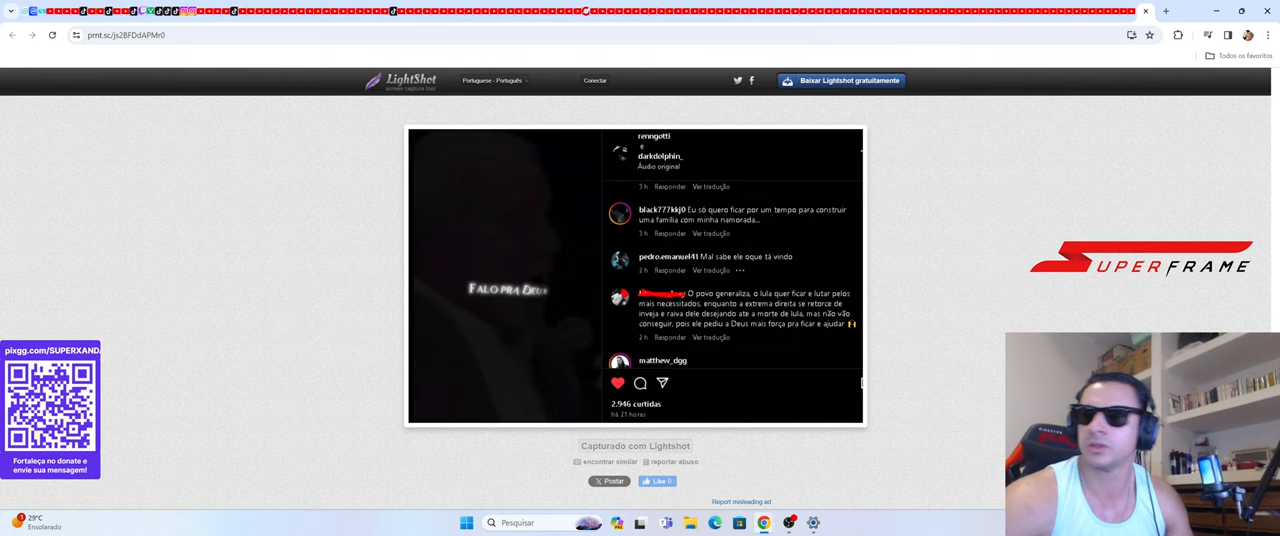 prnt.sc/js2BFDdAPMr0
Todos os favoritos
LightShot
screen capture tool
Portuguese - Português
Conectar
Baixar Lightshot gratuitamente
renngotti
e
darkdolphin_
Áudio original
3 h Responder Ver tradução
black777kkj0 Eu só quero ficar por um tempo para construir
uma família com minha namorada...
3 h Responder Ver tradução
pedro.emanuel41 Mal sabe ele oque tá vindo
2 h Responder Ver tradução
O povo generaliza, o lula quer ficar e lutar pelos
mais necessitados, enquanto a extrema direita se retorce de
inveja e raiva dele desejando ate a morte de lula, mas não vão
conseguir, pois ele pediu a Deus mais força pra ficar e ajudar
2 h Responder Ver tradução
matthew_dgg
2.946 curtidas
há 21 horas
FALO PRA DEUS
Capturado com Lightshot
encontrar similar reportar abuso
Postar Like 0
Report misleading ad
SUPERFRAME
pixgg.com/SUPERXANDA
Fortaleça no donate e
envie sua mensagem!
29°C
Ensolarado
Pesquisar